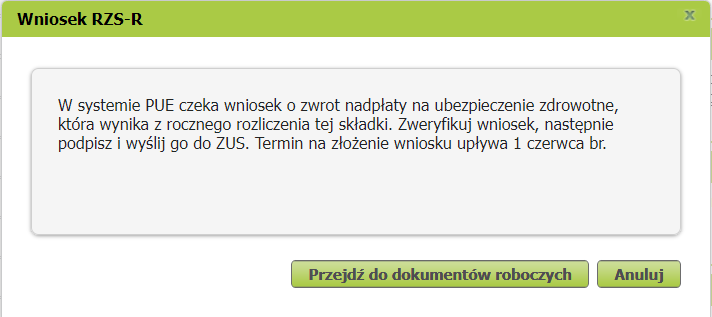 Wniosek RZS-R
x
W systemie PUE czeka wniosek o zwrot nadpłaty na ubezpieczenie zdrowotne,
która wynika z rocznego rozliczenia tej składki. Zweryfikuj wniosek, następnie
podpisz i wyślij go do ZUS. Termin na złożenie wniosku upływa 1 czerwca br.
Przejdź do dokumentów roboczych Anuluj